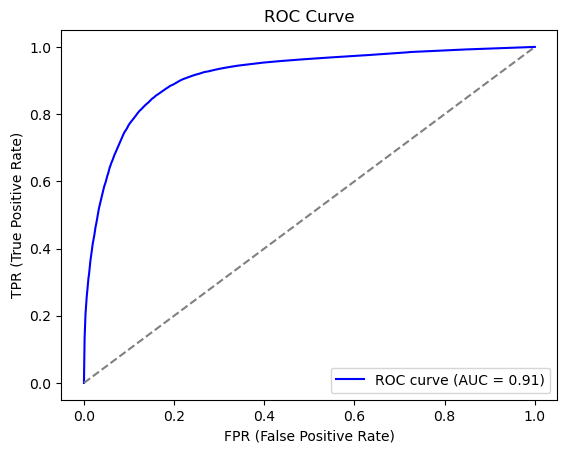 ROC Curve
1.0
0.8
0.6
0.4
0.2
0.0
TPR (True Positive Rate)
ROC curve (AUC = 0.91)
0.0 0.2 0.4 0.6 0.8 1.0
FPR (False Positive Rate)